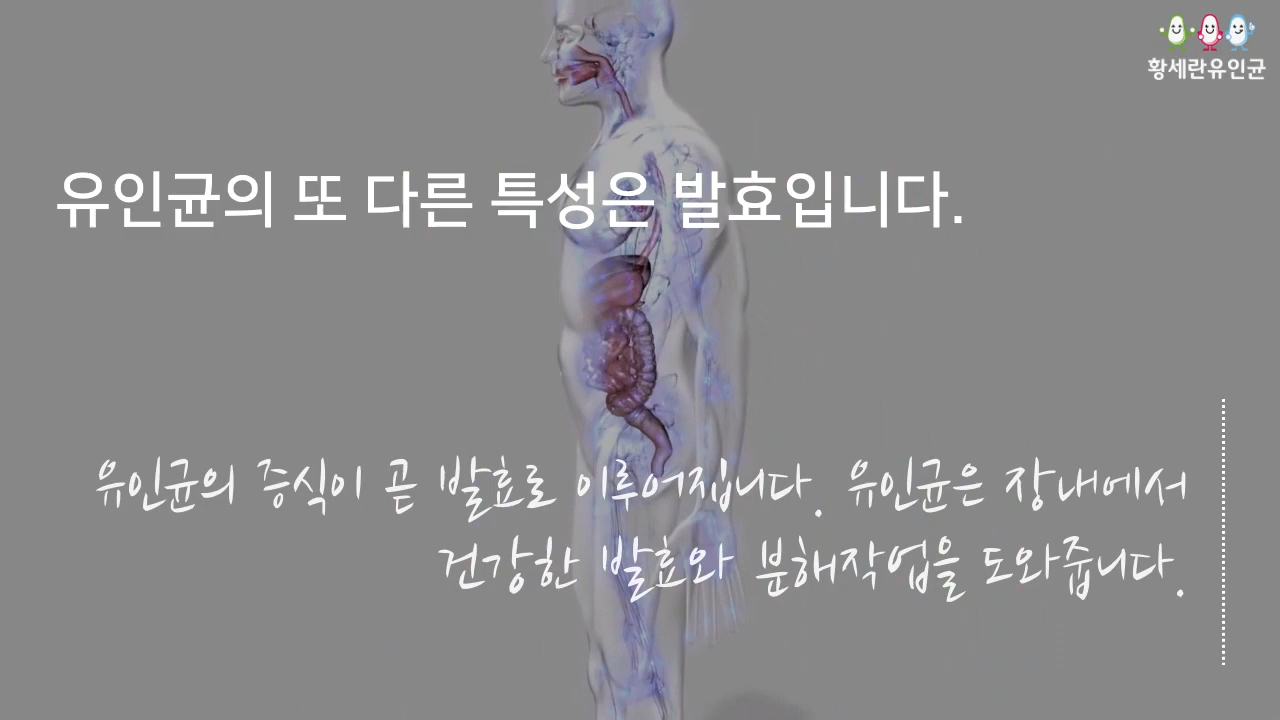 황세란유인균
유인균의 또 다른 특성은 발효입니다.
유인균의 증식이 곧 발효로 이루어집니다. 유인균은 장내에서
건강한 발효와 분해작업을 도와줍니다.